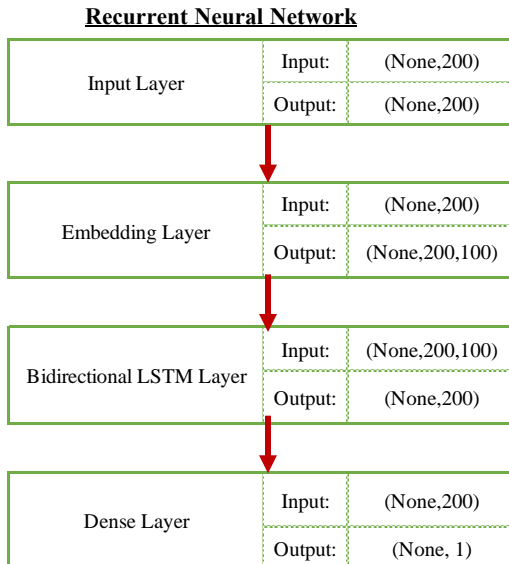 Recurrent Neural Network
Input Layer
Input: (None,200)
Output: (None,200)
Embedding Layer
Input: (None,200)
Output: (None,200,100)
Bidirectional LSTM Layer
Input: (None,200,100)
Output: (None,200)
Dense Layer
Input: (None,200)
Output: (None, 1)